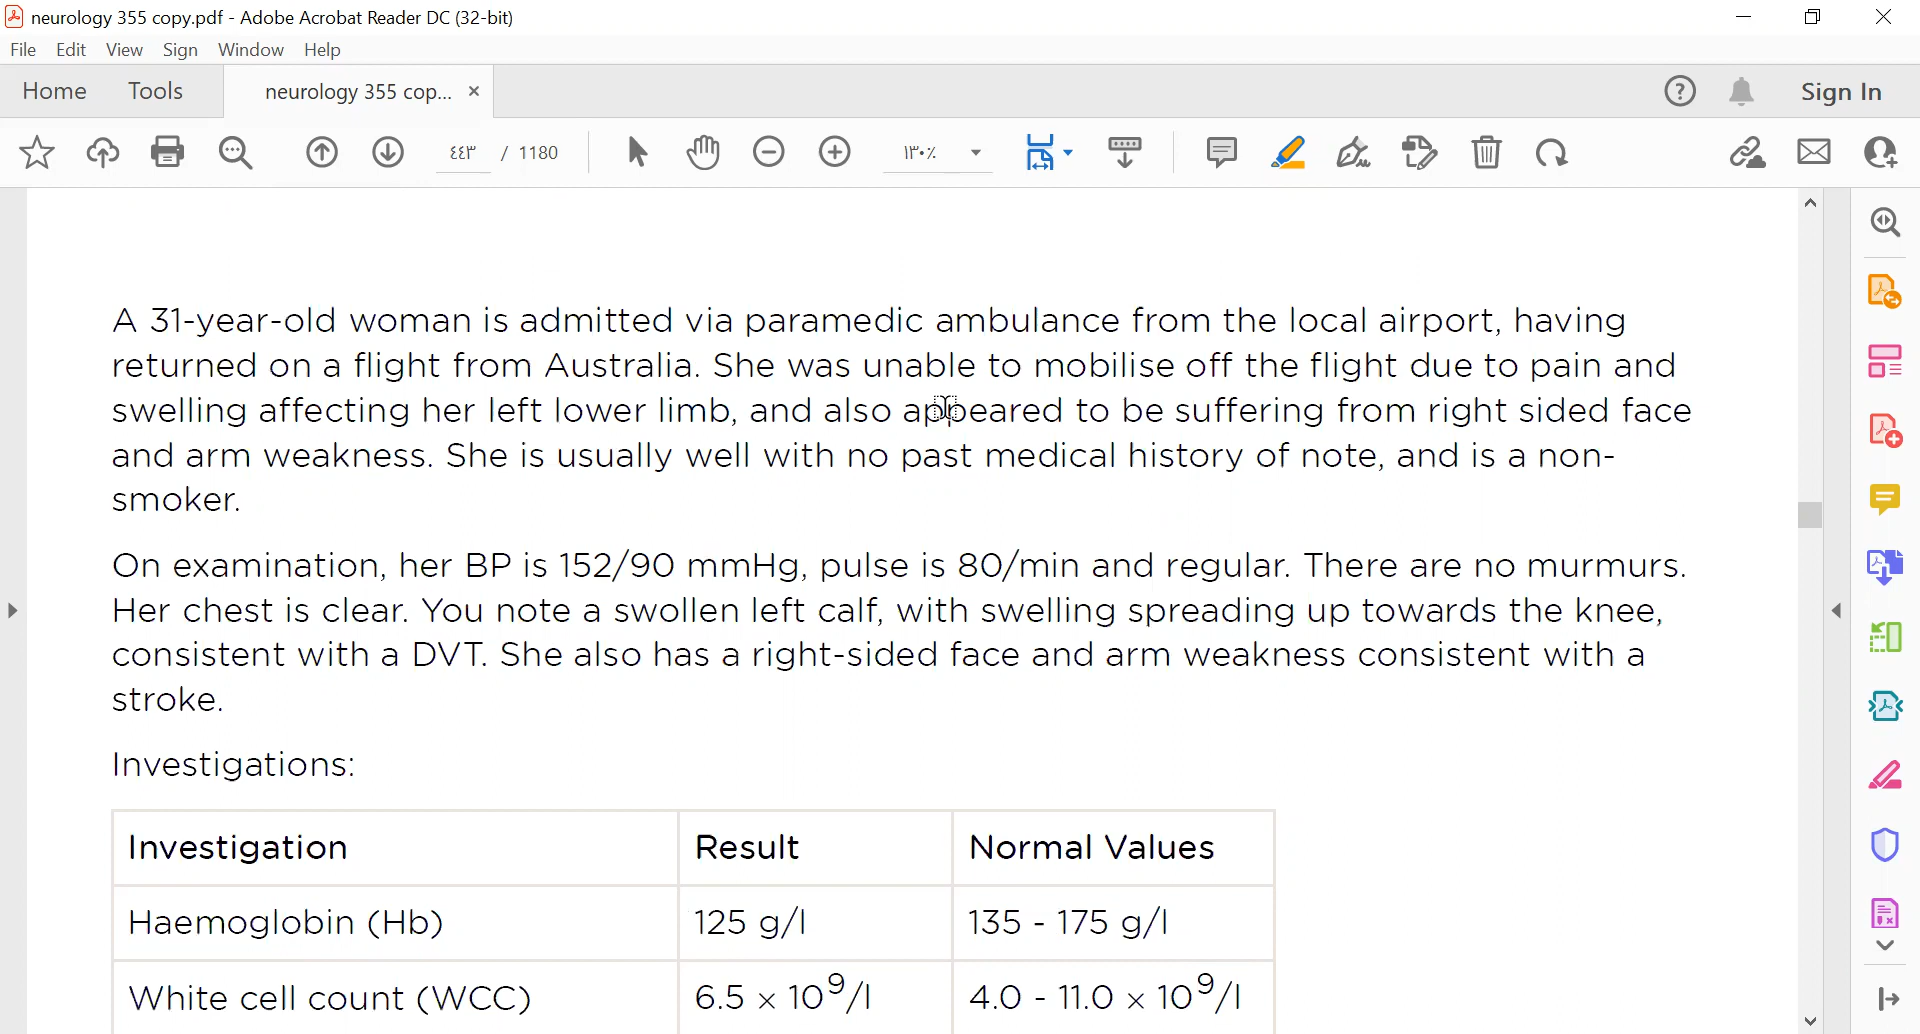 neurology 355 copy.pdf - Adobe Acrobat Reader DC (32-bit)
File Edit View Sign Window Help
Home Tools neurology 355 cop... Sign In
٤٤٣ / 1180 ١٣٠٪
A 31-year-old woman is admitted via paramedic ambulance from the local airport, having
returned on a flight from Australia. She was unable to mobilise off the flight due to pain and
swelling affecting her left lower limb, and also appeared to be suffering from right sided face
and arm weakness. She is usually well with no past medical history of note, and is a non-
smoker.
On examination, her BP is 152/90 mmHg, pulse is 80/min and regular. There are no murmurs.
Her chest is clear. You note a swollen left calf, with swelling spreading up towards the knee,
consistent with a DVT. She also has a right-sided face and arm weakness consistent with a
stroke.
Investigations:
Investigation Result Normal Values
Haemoglobin (Hb) 125 g/l 135 - 175 g/l
White cell count (WCC) 6.5 × 10⁹/l 4.0 - 11.0 × 10⁹/l